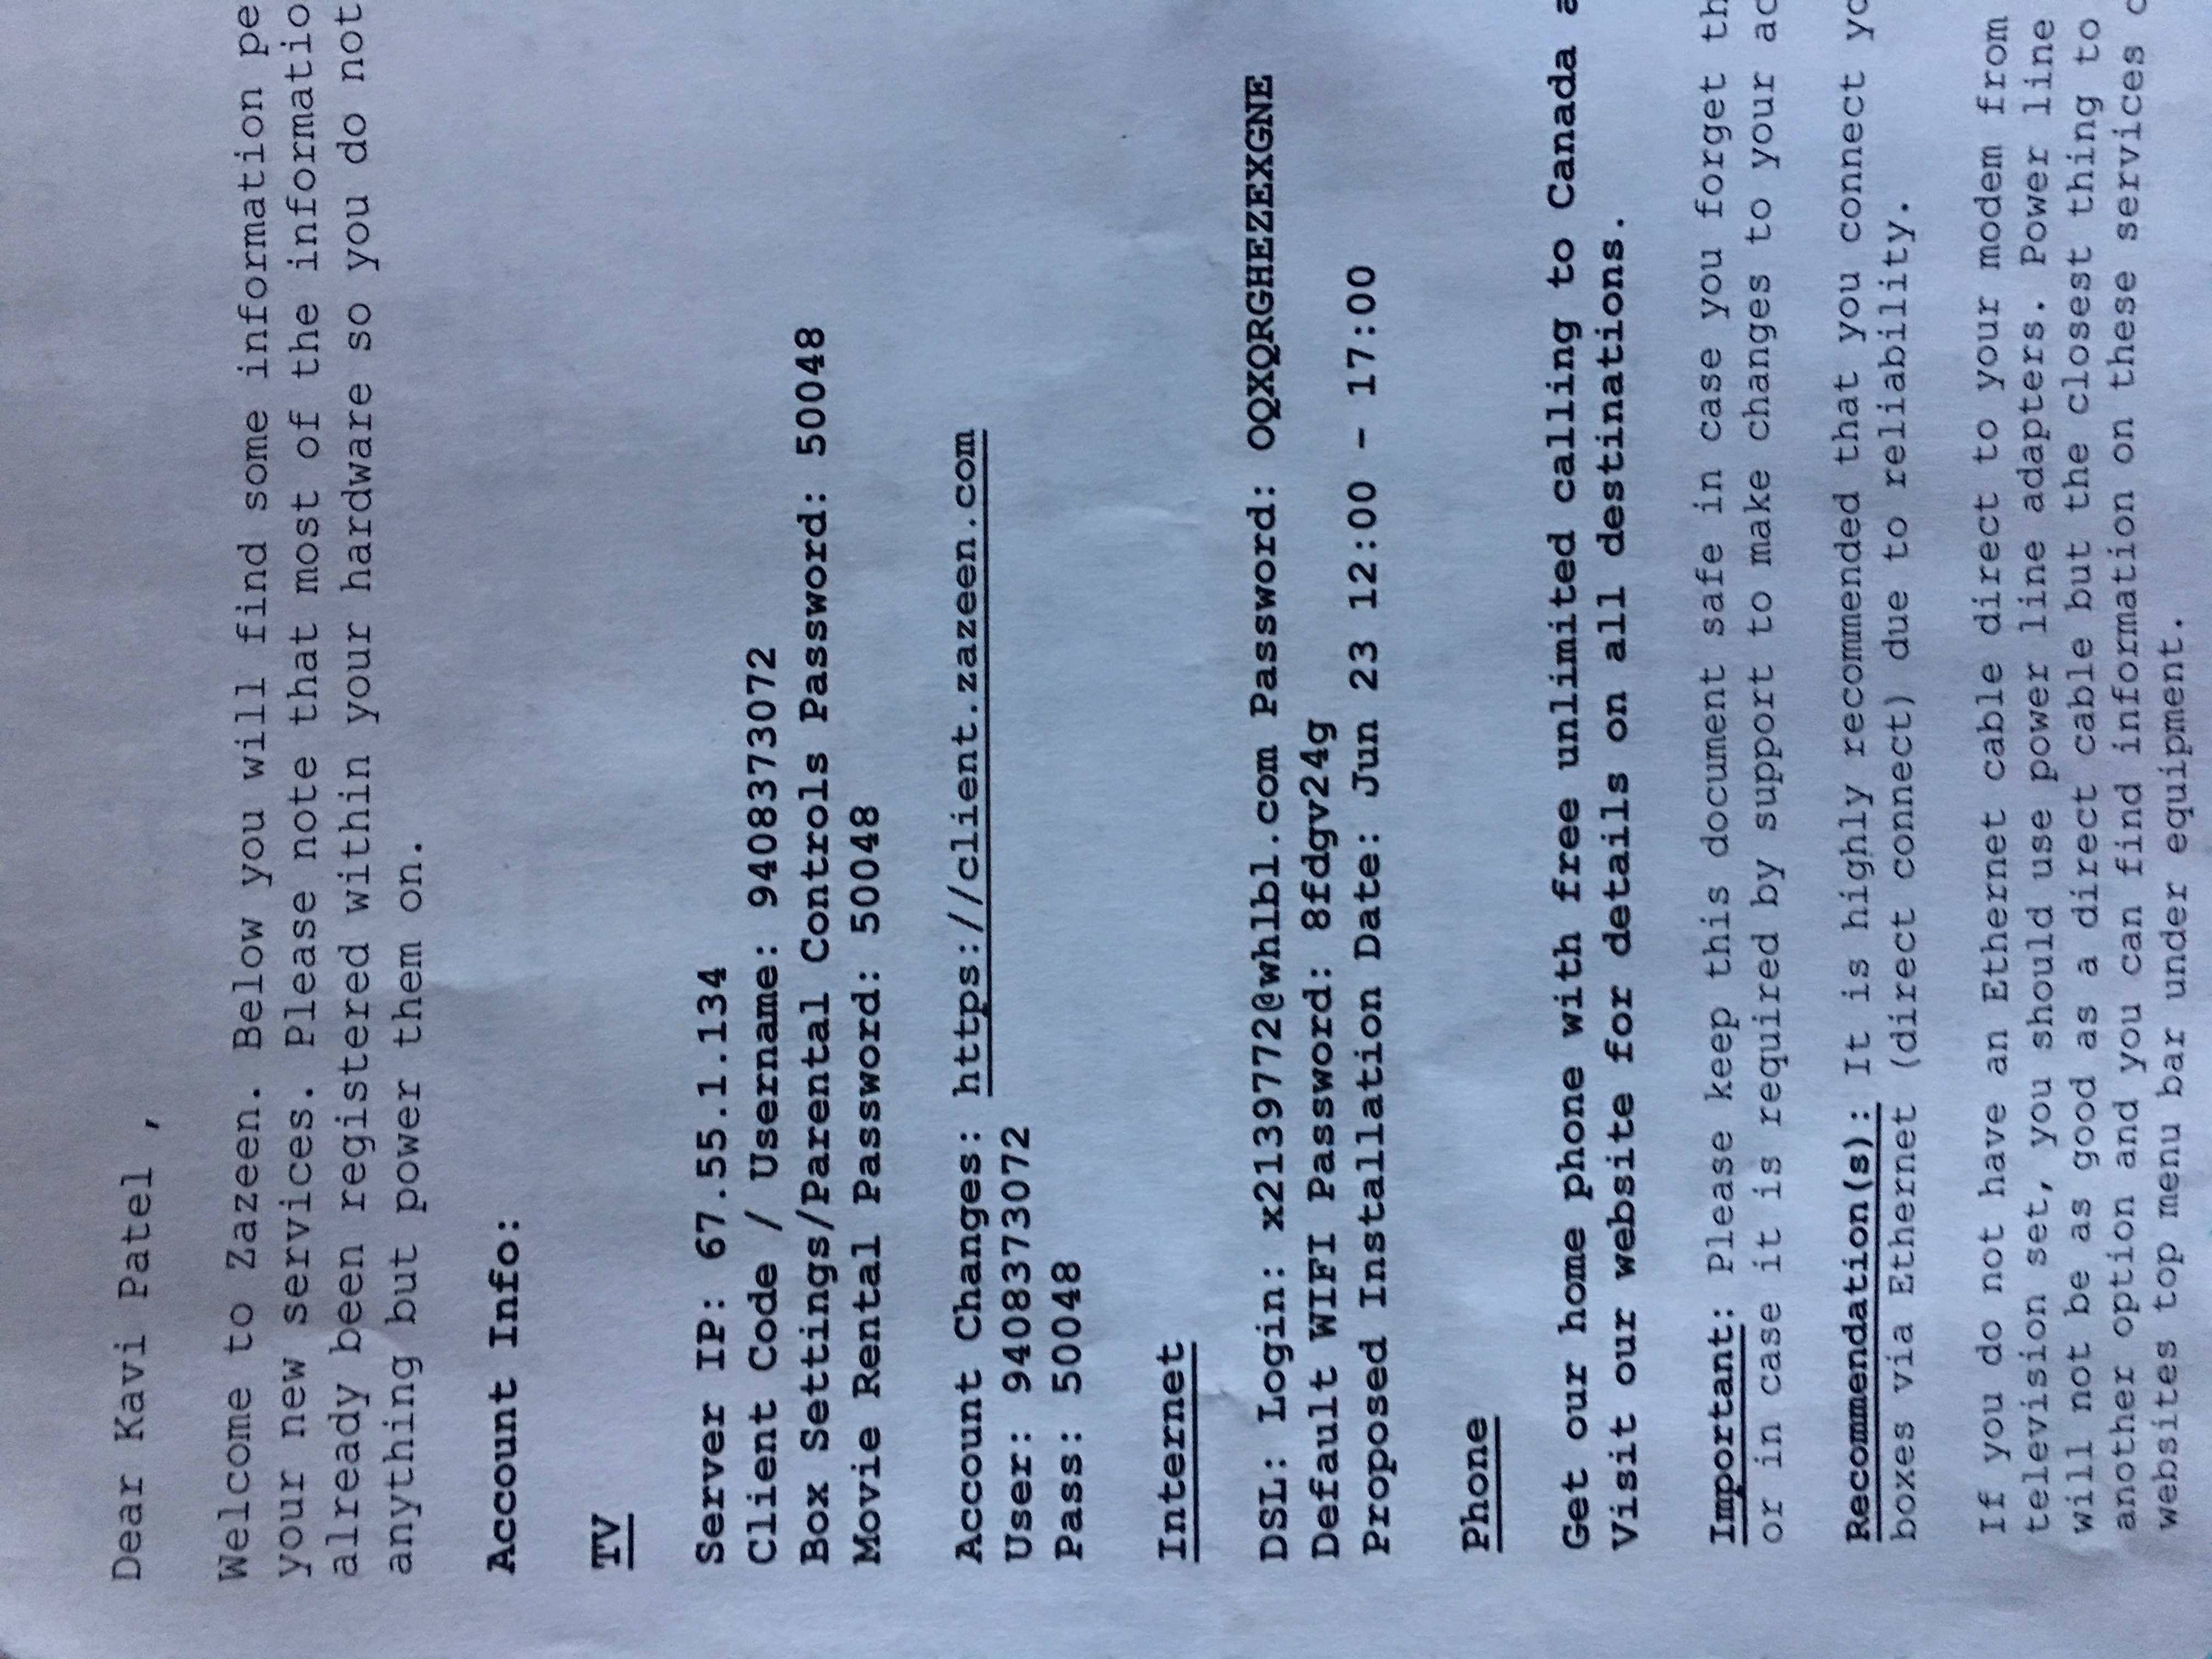 Dear Kavi Patel ,
Welcome to Zazeen. Below you will find some information pe
your new services. Please note that most of the informatio
already been registered within your hardware so you do not
anything but power them on.
Account Info:
TV
Server IP: 67.55.1.134
Client Code / Username: 9408373072
Box Settings/Parental Controls Password: 50048
Movie Rental Password: 50048
Account Changes: https://client.zazeen.com
User: 9408373072
Pass: 50048
Internet
DSL: Login: x2139772@whlbl.com Password: OQXQRGHEZEXGNE
Default WIFI Password: 8fdgv24g
Proposed Installation Date: Jun 23 12:00 - 17:00
Phone
Get our home phone with free unlimited calling to Canada a
Visit our website for details on all destinations.
Important: Please keep this document safe in case you forget th
or in case it is required by support to make changes to your ac
Recommendation(s): It is highly recommended that you connect yo
boxes via Ethernet (direct connect) due to reliability.
If you do not have an Ethernet cable direct to your modem from
television set, you should use power line adapters. Power line
will not be as good as a direct cable but the closest thing to
another option and you can find information on these services o
websites top menu bar under equipment.